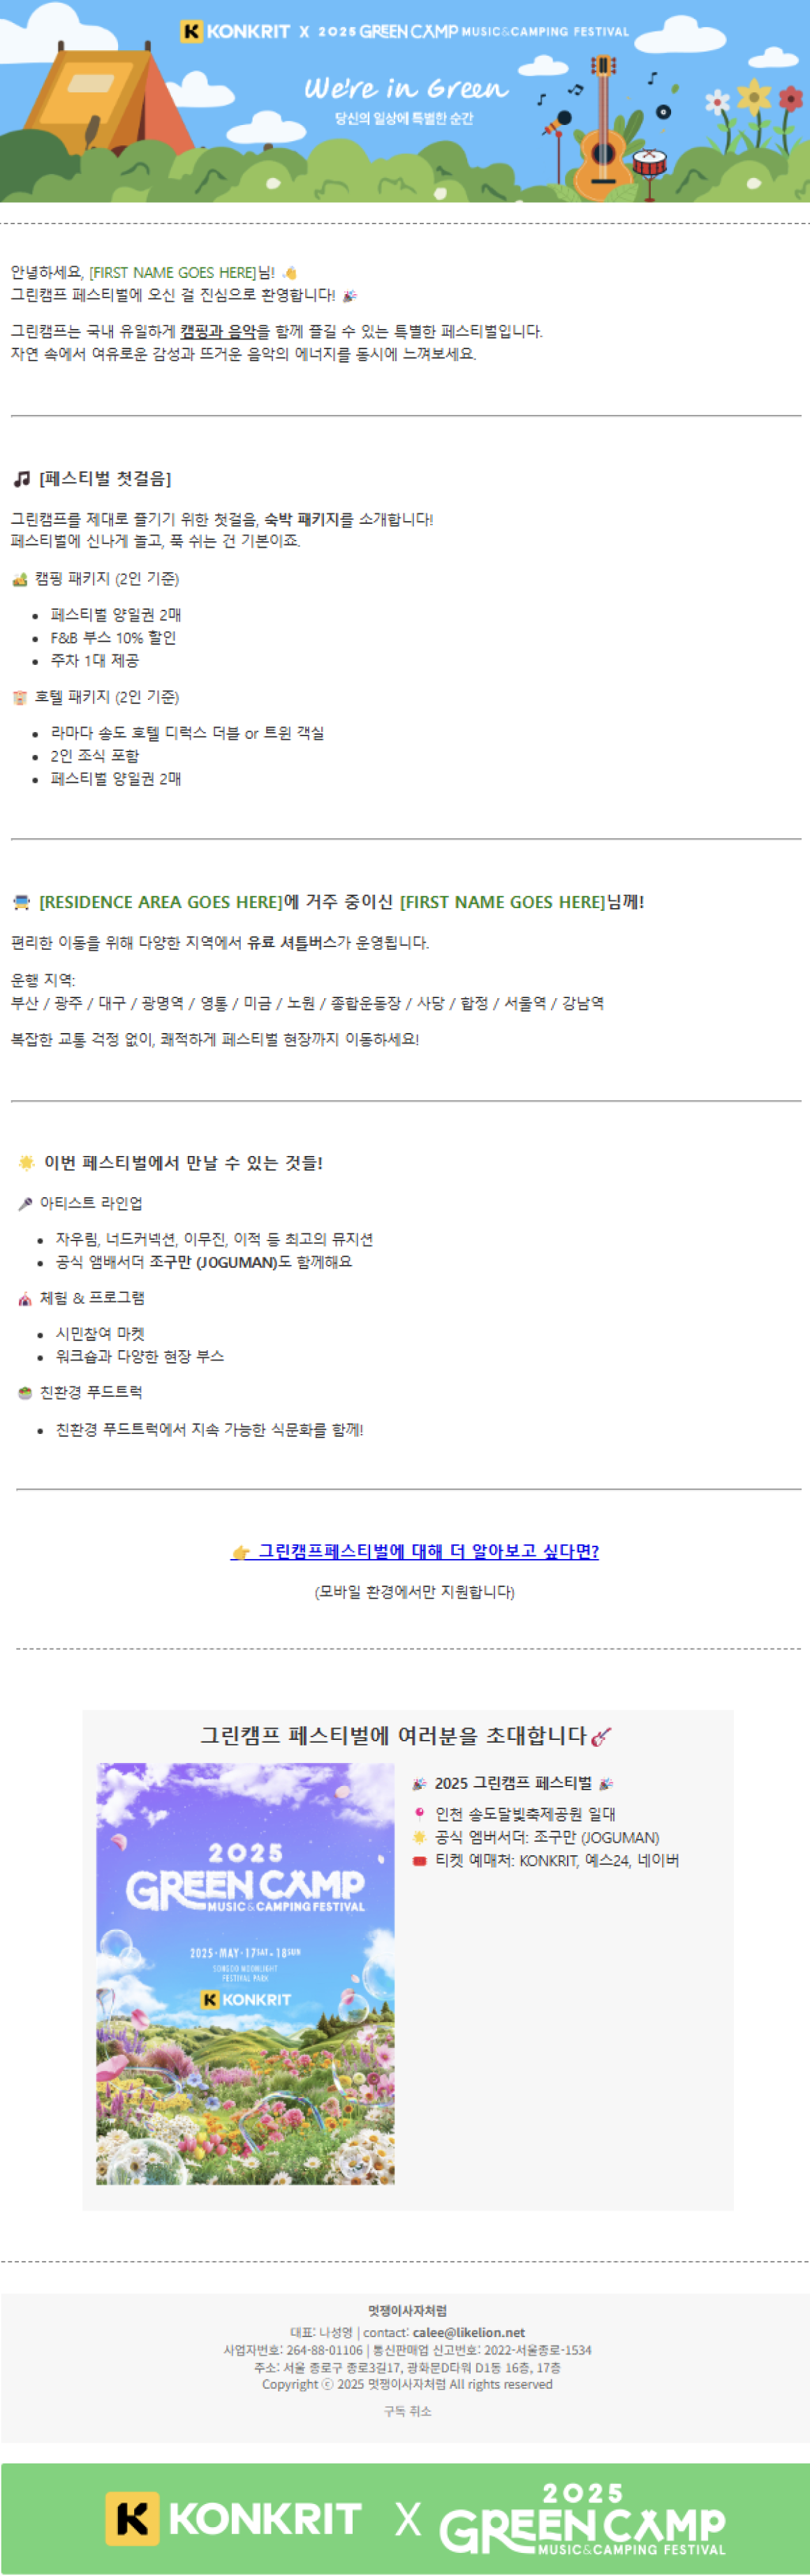 KONKRIT X 2025 GREEN CAMP MUSIC&CAMPING FESTIVAL
We're in Green
당신의 일상에 특별한 순간
안녕하세요, [FIRST NAME GOES HERE]님! 👋
그린캠프 페스티벌에 오신 걸 진심으로 환영합니다! 🎉
그린캠프는 국내 유일하게 캠핑과 음악을 함께 즐길 수 있는 특별한 페스티벌입니다.
자연 속에서 여유로운 감성과 뜨거운 음악의 에너지를 동시에 느껴보세요.
🎵 [페스티벌 첫걸음]
그린캠프를 제대로 즐기기 위한 첫걸음, 숙박 패키지를 소개합니다!
페스티벌에 신나게 놀고, 푹 쉬는 건 기본이죠.
🏕️ 캠핑 패키지 (2인 기준)
• 페스티벌 양일권 2매
• F&B 부스 10% 할인
• 주차 1대 제공
🏨 호텔 패키지 (2인 기준)
• 라마다 송도 호텔 디럭스 더블 or 트윈 객실
• 2인 조식 포함
• 페스티벌 양일권 2매
🚍 [RESIDENCE AREA GOES HERE]에 거주 중이신 [FIRST NAME GOES HERE]님께!
편리한 이동을 위해 다양한 지역에서 유료 셔틀버스가 운영됩니다.
운행 지역:
부산 / 광주 / 대구 / 광명역 / 영통 / 미금 / 노원 / 종합운동장 / 사당 / 합정 / 서울역 / 강남역
복잡한 교통 걱정 없이, 쾌적하게 페스티벌 현장까지 이동하세요!
🌟 이번 페스티벌에서 만날 수 있는 것들!
🎤 아티스트 라인업
• 자우림, 너드커넥션, 이무진, 이적 등 최고의 뮤지션
• 공식 앰배서더 조구만 (JOGUMAN)도 함께해요
🎪 체험 & 프로그램
• 시민참여 마켓
• 워크숍과 다양한 현장 부스
🥗 친환경 푸드트럭
• 친환경 푸드트럭에서 지속 가능한 식문화를 함께!
👉 그린캠프페스티벌에 대해 더 알아보고 싶다면?
(모바일 환경에서만 지원합니다)
그린캠프 페스티벌에 여러분을 초대합니다🎸
2025
GREEN CAMP
MUSIC&CAMPING FESTIVAL
2025·MAY·17SAT-18SUN
SONGDO MOONLIGHT
FESTIVAL PARK
KONKRIT
🎉 2025 그린캠프 페스티벌 🎉
📍 인천 송도달빛축제공원 일대
🌟 공식 엠버서더: 조구만 (JOGUMAN)
🎟️ 티켓 예매처: KONKRIT, 예스24, 네이버
멋쟁이사자처럼
대표: 나성영 | contact: calee@likelion.net
사업자번호: 264-88-01106 | 통신판매업 신고번호: 2022-서울종로-1534
주소: 서울 종로구 종로3길17, 광화문D타워 D1동 16층, 17층
Copyright ⓒ 2025 멋쟁이사자처럼 All rights reserved
구독 취소
KONKRIT X 2025 GREEN CAMP
MUSIC&CAMPING FESTIVAL